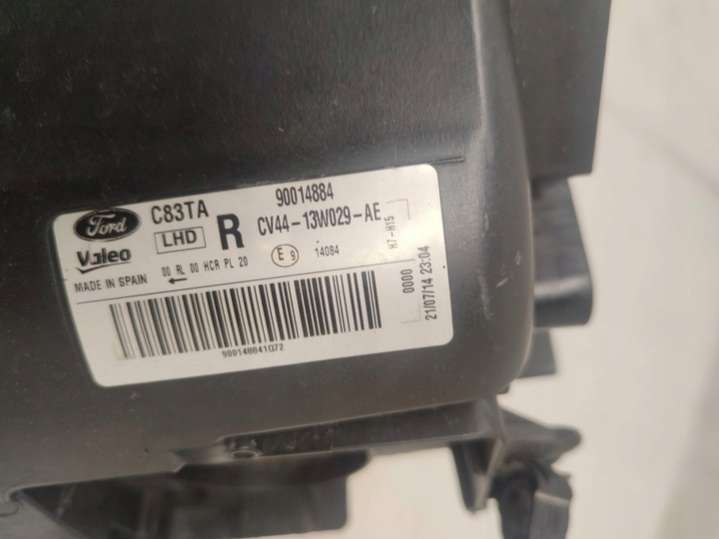 Ford C83TA 90014884
Valeo LHD R CV44-13W029-AE
MADE IN SPAIN 00 RL 00 HCR PL 20 E 9 14084 H7-H15
0000
21/07/14 23:04